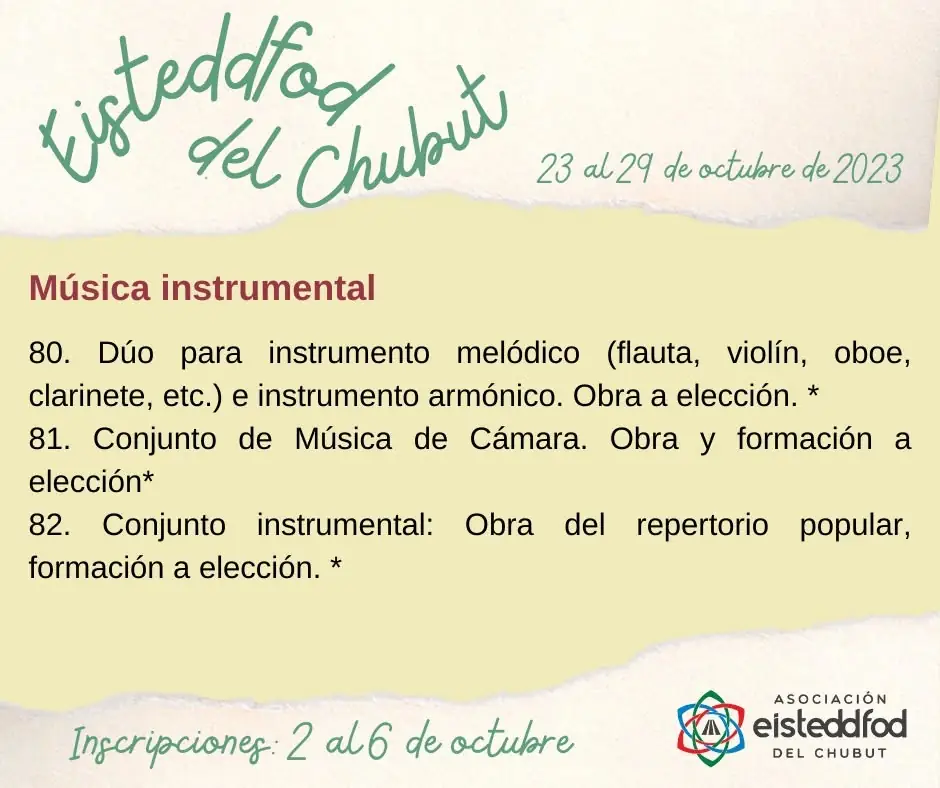 Eisteddfod
del Chubut
23 al 29 de octubre de 2023
Música instrumental
80. Dúo para instrumento melódico (flauta, violín, oboe,
clarinete, etc.) e instrumento armónico. Obra a elección. *
81. Conjunto de Música de Cámara. Obra y formación a
elección*
82. Conjunto instrumental: Obra del repertorio popular,
formación a elección. *
Inscripciones: 2 al 6 de octubre
ASOCIACIÓN
eisteddfod
DEL CHUBUT